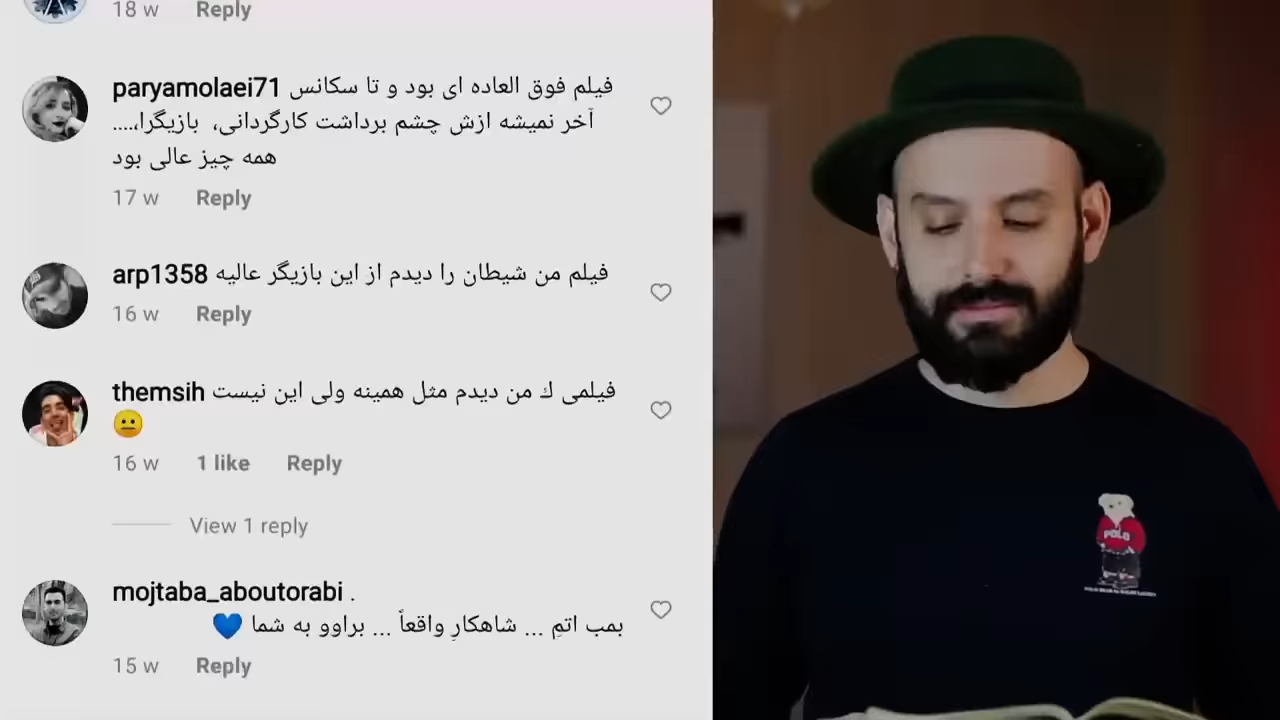 18 w Reply
paryamolaei71 فیلم فوق العاده ای بود و تا سکانس
آخر نمیشه ازش چشم برداشت کارگردانی، بازیگرا،....
همه چیز عالی بود
17 w Reply
arp1358 فیلم من شیطان را دیدم از این بازیگر عالیه
16 w Reply
themsih فیلمی ك من دیدم مثل همینه ولی این نیست
😐
16 w 1 like Reply
View 1 reply
mojtaba_aboutorabi .
بمب اتمِ ... شاهکارِ واقعاً ... براوو به شما 💙
15 w Reply
POLO